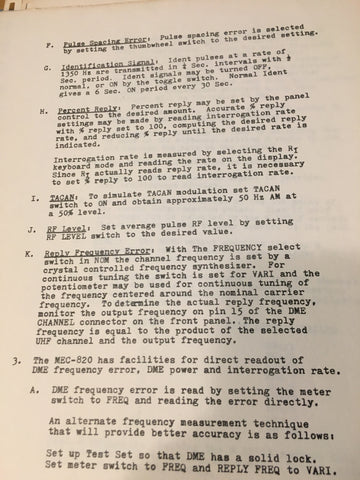 F. Pulse Spacing Error: Pulse spacing error is selected
by setting the thumbwheel switch to the desired setting.
G. Identification Signal: Ident pulses at a rate of
1350 Hz are transmitted in ¼ Sec. intervals with ½
Sec. period. Ident signals may be turned OFF,
normal, or ON by the toggle switch. Normal Ident
gives a 6 Sec. ON period every 30 Sec.
H. Percent Reply: Percent reply may be set by the panel
control to the desired amount. Accurate % reply
settings may be made by reading interrogation rate
with % reply set to 100, computing the desired reply
rate, and reducing % reply until the desired rate is
indicated.
Interrogation rate is measured by selecting the RI
keyboard mode and reading the rate on the display.
Since RI actually reads reply rate, it is necessary
to set % reply to 100 to read interrogation rate.
I. TACAN: To simulate TACAN modulation set TACAN
switch to ON and obtain approximately 50 Hz AM at
a 50% level.
J. RF Level: Set average pulse RF level by setting
RF LEVEL switch to the desired value.
K. Reply Frequency Error: With The FREQUENCY select
switch in NOM the channel frequency is set by a
crystal controlled frequency synthesizer. For
continuous tuning the switch is set for VARI and the
potentiometer may be used for continuous tuning of
the frequency centered around the nominal carrier
frequency. To determine the actual reply frequency,
monitor the output frequency on pin 15 of the DME
CHANNEL connector on the front panel. The reply
frequency is equal to the product of the selected
UHF channel and the output frequency.
3. The MEC-820 has facilities for direct readout of
DME frequency error, DME power and interrogation rate.
A. DME frequency error is read by setting the meter
switch to FREQ and reading the error directly.
An alternate frequency measurement technique
that will provide better accuracy is as follows:
Set up Test Set so that DME has a solid lock.
Set meter switch to FREQ and REPLY FREQ to VARI.